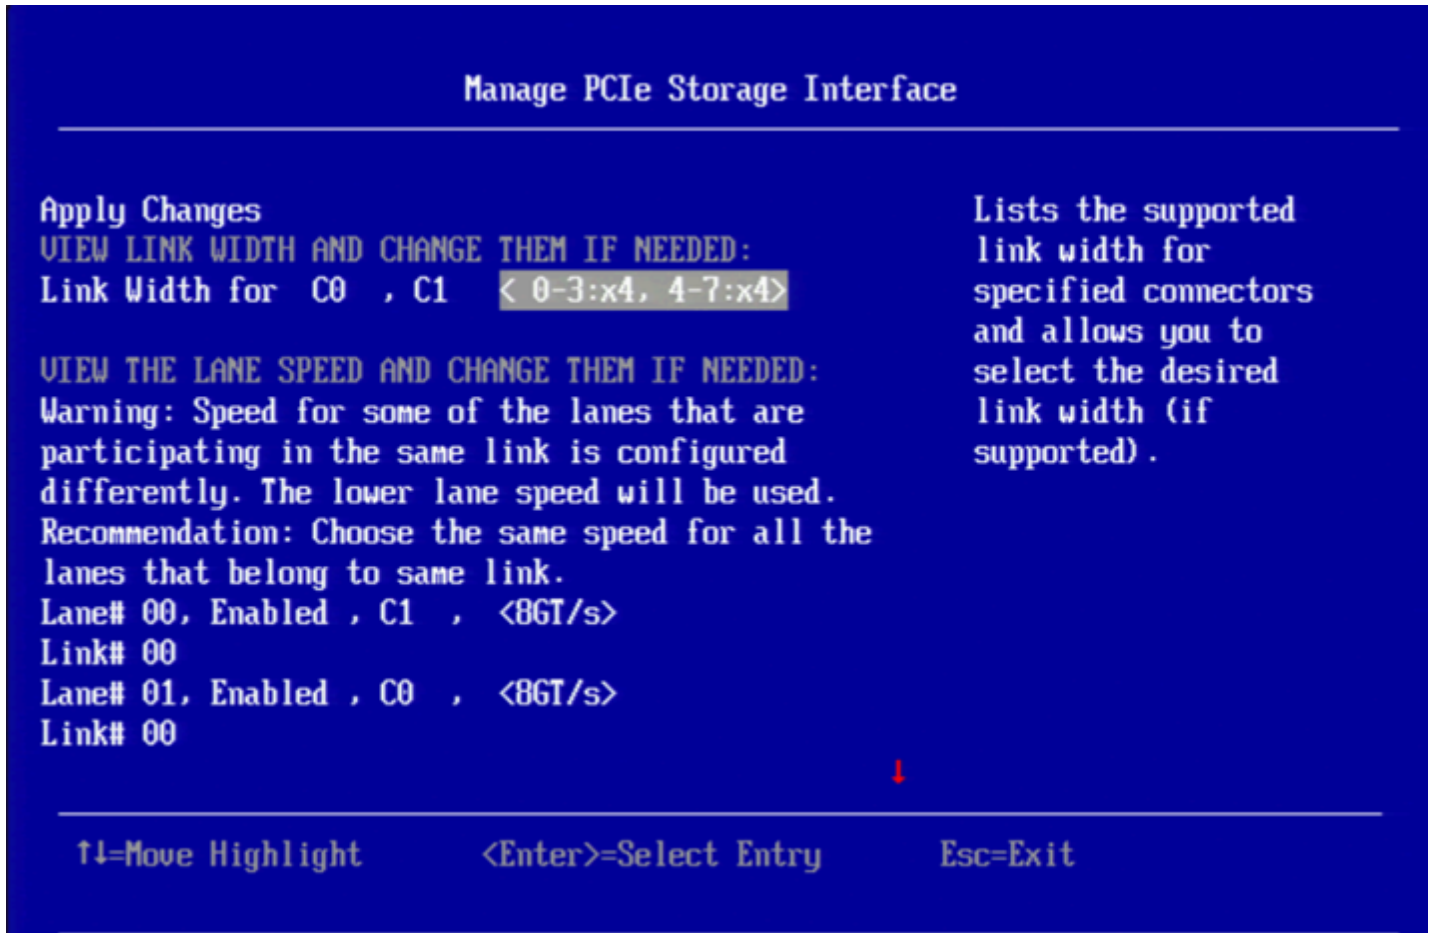 Manage PCIe Storage Interface
Apply Changes
VIEW LINK WIDTH AND CHANGE THEM IF NEEDED:
Link Width for C0 , C1 < 0-3:x4, 4-7:x4>
VIEW THE LANE SPEED AND CHANGE THEM IF NEEDED:
Warning: Speed for some of the lanes that are
participating in the same link is configured
differently. The lower lane speed will be used.
Recommendation: Choose the same speed for all the
lanes that belong to same link.
Lane# 00, Enabled , C1 , <8GT/s>
Link# 00
Lane# 01, Enabled , C0 , <8GT/s>
Link# 00
Lists the supported
link width for
specified connectors
and allows you to
select the desired
link width (if
supported).
↑↓=Move Highlight <Enter>=Select Entry Esc=Exit